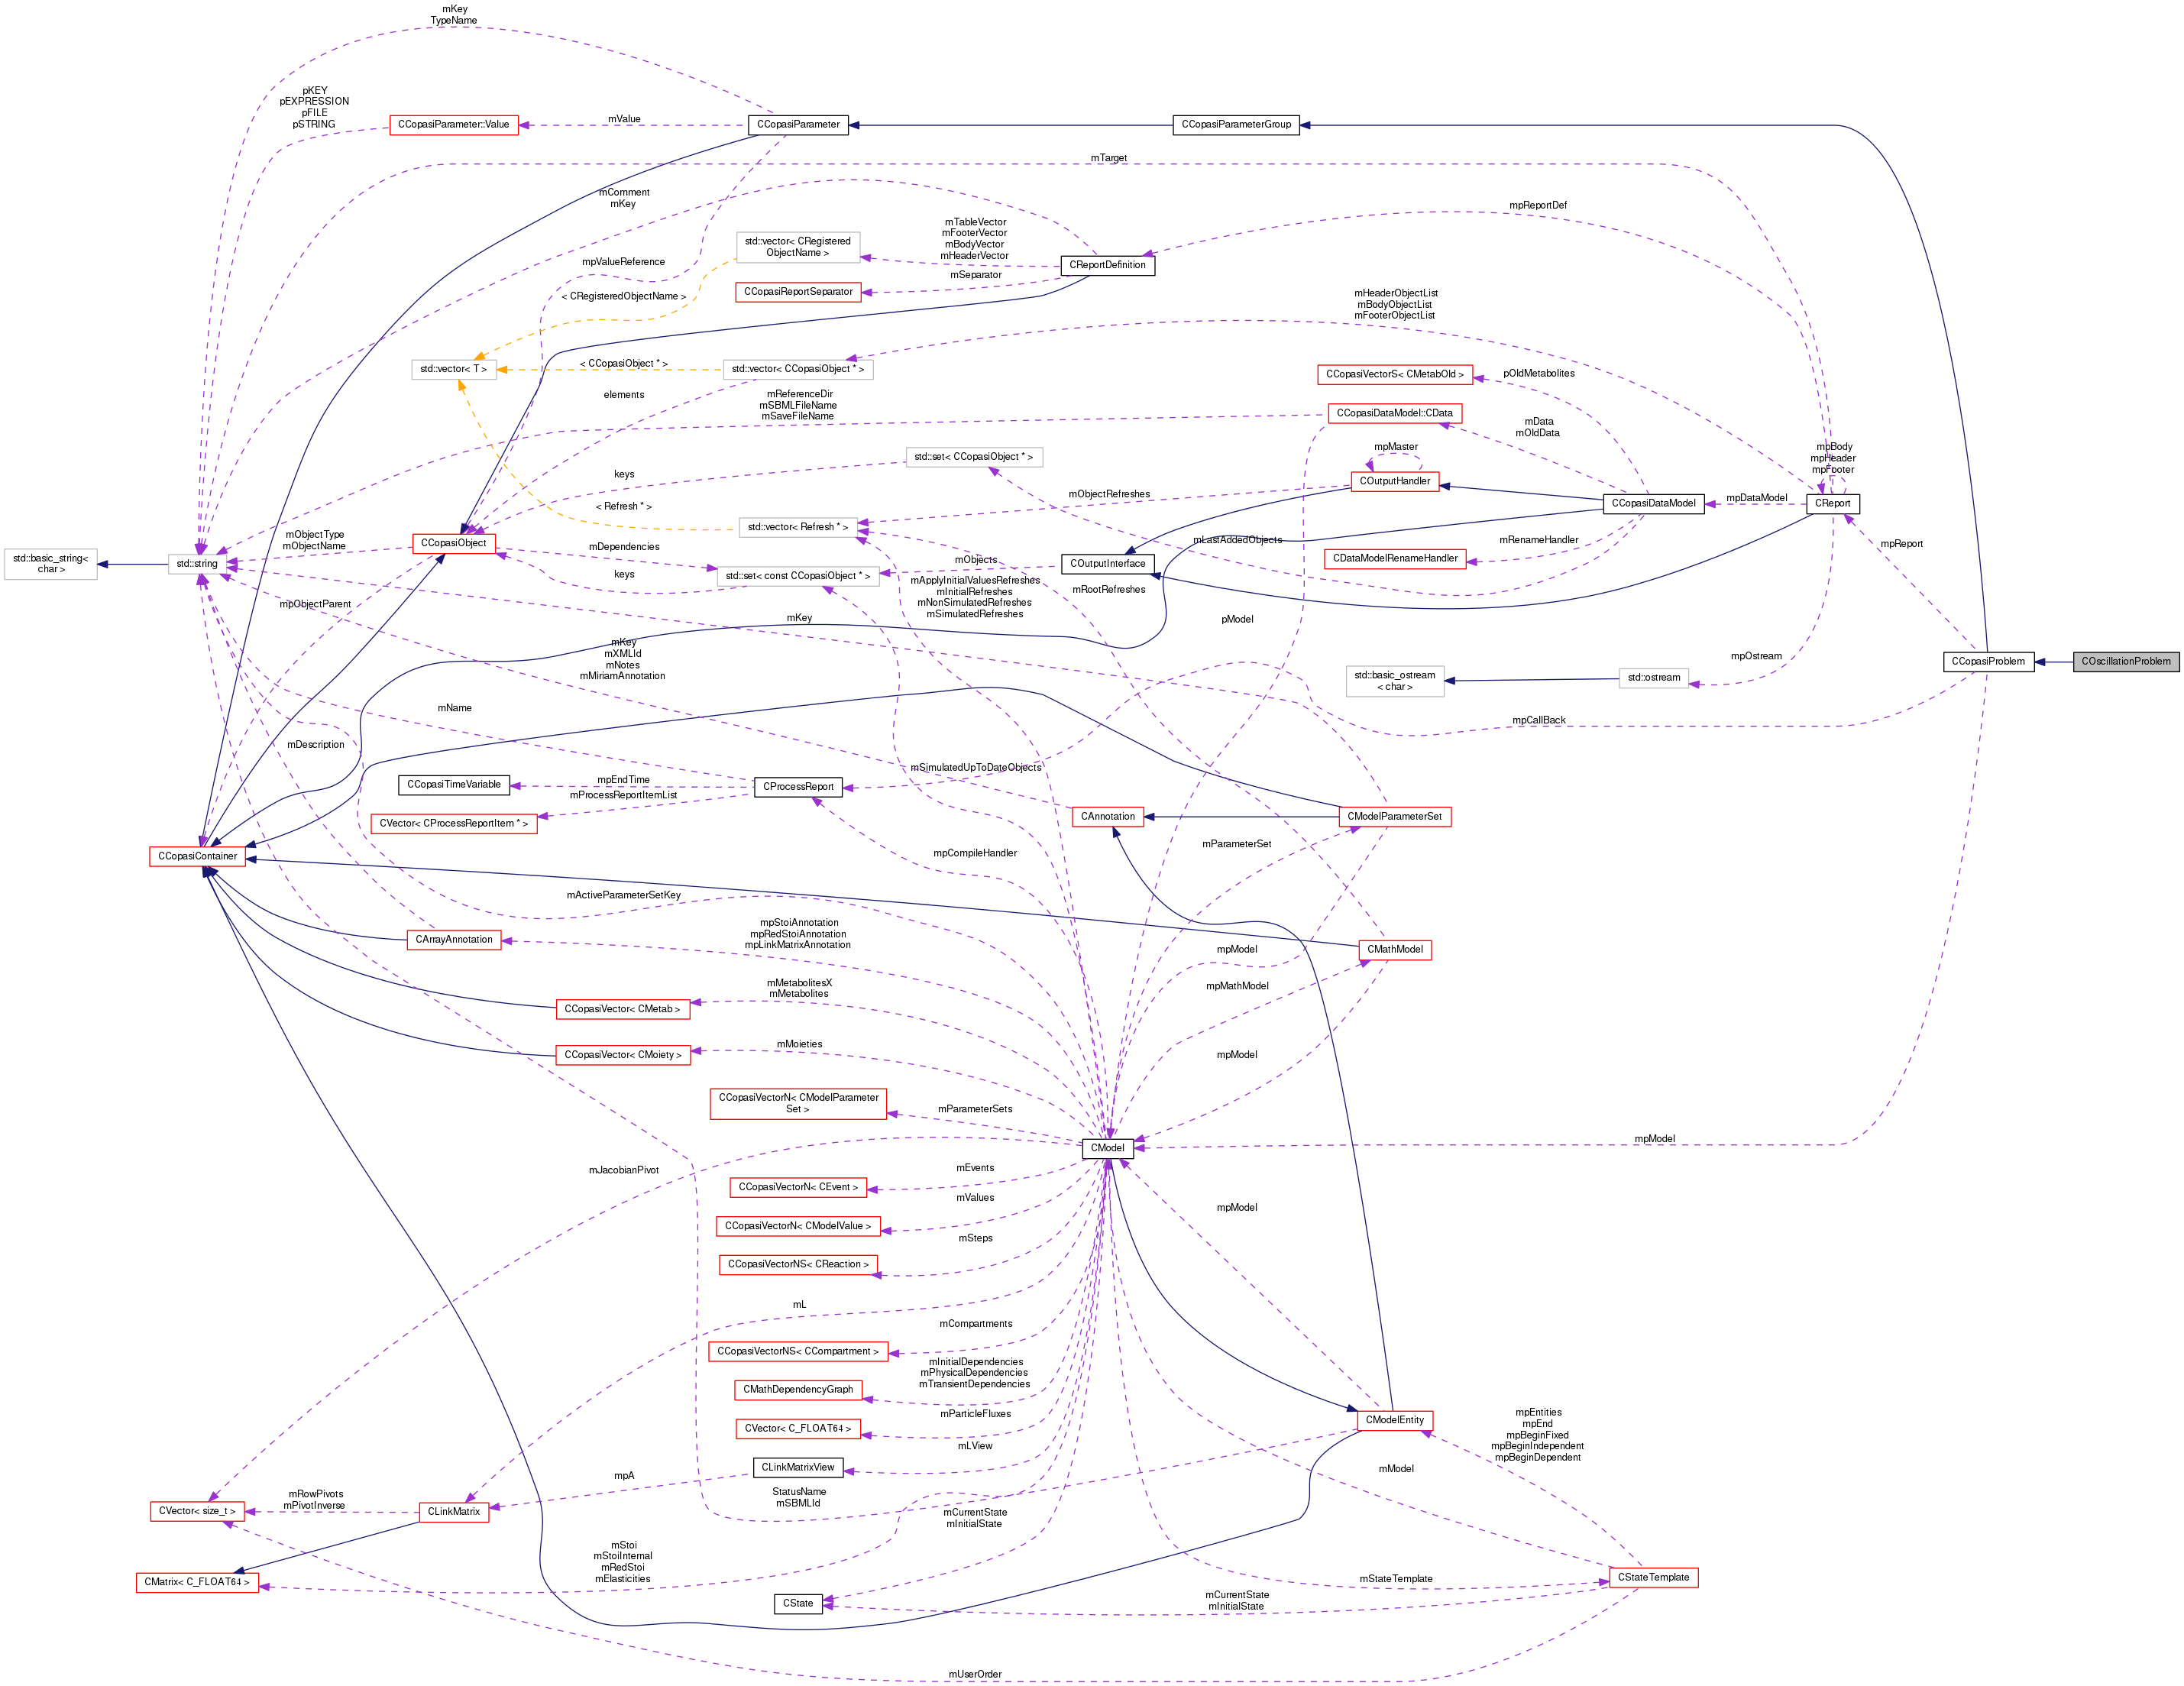 mKey
TypeName
pKEY
pEXPRESSION
pFILE
pSTRING
CCopasiParameter::Value
mValue
CCopasiParameter
CCopasiParameterGroup
mTarget
mComment
mKey
mpReportDef
mTableVector
mFooterVector
mBodyVector
mHeaderVector
std::vector< CRegistered
ObjectName >
CReportDefinition
mpValueReference
mSeparator
CCopasiReportSeparator
< CRegisteredObjectName >
mHeaderObjectList
mBodyObjectList
mFooterObjectList
std::vector< T >
< CCopasiObject * >
std::vector< CCopasiObject * >
CCopasiVectorS< CMetabOld >
pOldMetabolites
elements
mReferenceDir
mSBMLFileName
mSaveFileName
CCopasiDataModel::CData
mData
mOldData
mpMaster
mpBody
mpHeader
mpFooter
std::set< CCopasiObject * >
keys
COutputHandler
mObjectRefreshes
CCopasiDataModel
mpDataModel
CReport
< Refresh * >
std::vector< Refresh * >
mObjectType
mObjectName
CCopasiObject
mDependencies
mLastAddedObjects
mRenameHandler
CDataModelRenameHandler
mpReport
std::basic_string<
char >
std::string
keys
std::set< const CCopasiObject * >
mObjects
COutputInterface
mApplyInitialValuesRefreshes
mInitialRefreshes
mNonSimulatedRefreshes
mSimulatedRefreshes
mRootRefreshes
mpObjectParent
mKey
pModel
mKey
mXMLId
mNotes
mMiriamAnnotation
mpOstream
std::basic_ostream
< char >
std::ostream
CCopasiProblem
COscillationProblem
mName
mpCallBack
mDescription
mSimulatedUpToDateObjects
CCopasiTimeVariable
mpEndTime
CProcessReport
mProcessReportItemList
CVector< CProcessReportItem * >
CAnnotation
CModelParameterSet
CCopasiContainer
mpCompileHandler
mParameterSet
mActiveParameterSetKey
CArrayAnnotation
mpStoiAnnotation
mpRedStoiAnnotation
mpLinkMatrixAnnotation
mpModel
CMathModel
mMetabolitesX
mMetabolites
CCopasiVector< CMetab >
mpMathModel
CCopasiVector< CMoiety >
mMoieties
mpModel
CCopasiVectorN< CModelParameter
Set >
mParameterSets
CModel
mpModel
mJacobianPivot
CCopasiVectorN< CEvent >
mEvents
CCopasiVectorN< CModelValue >
mValues
mpModel
CCopasiVectorNS< CReaction >
mSteps
mL
CCopasiVectorNS< CCompartment >
mCompartments
CMathDependencyGraph
mInitialDependencies
mPhysicalDependencies
mTransientDependencies
CVector< C_FLOAT64 >
mParticleFluxes
CModelEntity
mpEntities
mpEnd
mpBeginFixed
mpBeginIndependent
mpBeginDependent
mLView
CLinkMatrixView
mpA
mModel
StatusName
mSBMLId
CVector< size_t >
mRowPivots
mPivotInverse
CLinkMatrix
mCurrentState
mInitialState
mStoi
mStoiInternal
mRedStoi
mElasticities
CMatrix< C_FLOAT64 >
mStateTemplate
CStateTemplate
CState
mCurrentState
mInitialState
mUserOrder